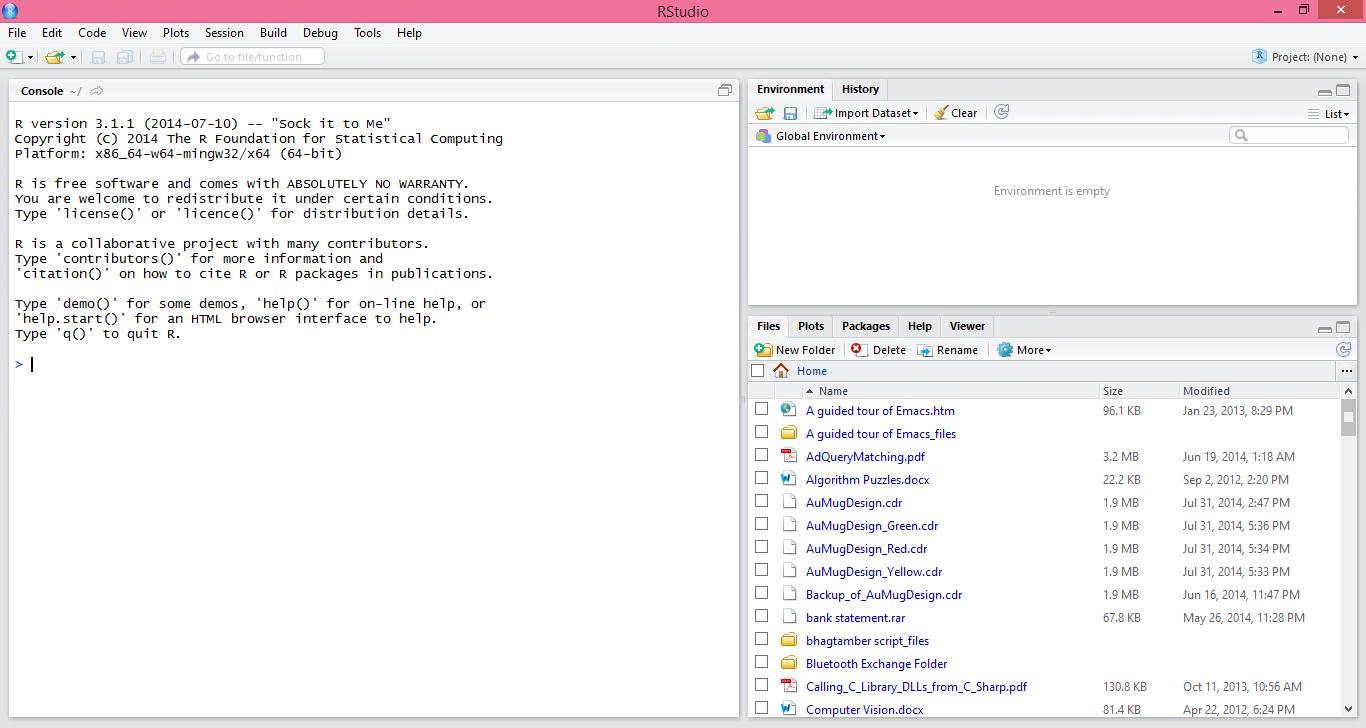 RStudio
File Edit Code View Plots Session Build Debug Tools Help
Go to file/function
Project: (None)
Console ~/
R version 3.1.1 (2014-07-10) -- "Sock it to Me"
Copyright (C) 2014 The R Foundation for Statistical Computing
Platform: x86_64-w64-mingw32/x64 (64-bit)
R is free software and comes with ABSOLUTELY NO WARRANTY.
You are welcome to redistribute it under certain conditions.
Type 'license()' or 'licence()' for distribution details.
R is a collaborative project with many contributors.
Type 'contributors()' for more information and
'citation()' on how to cite R or R packages in publications.
Type 'demo()' for some demos, 'help()' for on-line help, or
'help.start()' for an HTML browser interface to help.
Type 'q()' to quit R.
>
Environment History
Import Dataset Clear List
Global Environment
Environment is empty
Files Plots Packages Help Viewer
New Folder Delete Rename More
Home ...
Name Size Modified
A guided tour of Emacs.htm 96.1 KB Jan 23, 2013, 8:29 PM
A guided tour of Emacs_files
AdQueryMatching.pdf 3.2 MB Jun 19, 2014, 1:18 AM
Algorithm Puzzles.docx 22.2 KB Sep 2, 2012, 2:20 PM
AuMugDesign.cdr 1.9 MB Jul 31, 2014, 2:47 PM
AuMugDesign_Green.cdr 1.9 MB Jul 31, 2014, 5:36 PM
AuMugDesign_Red.cdr 1.9 MB Jul 31, 2014, 5:34 PM
AuMugDesign_Yellow.cdr 1.9 MB Jul 31, 2014, 5:33 PM
Backup_of_AuMugDesign.cdr 1.9 MB Jun 16, 2014, 11:47 PM
bank statement.rar 67.8 KB May 26, 2014, 11:28 PM
bhagtamber script_files
Bluetooth Exchange Folder
Calling_C_Library_DLLs_from_C_Sharp.pdf 130.8 KB Oct 11, 2013, 10:56 AM
Computer Vision.docx 81.4 KB Apr 22, 2012, 6:24 PM